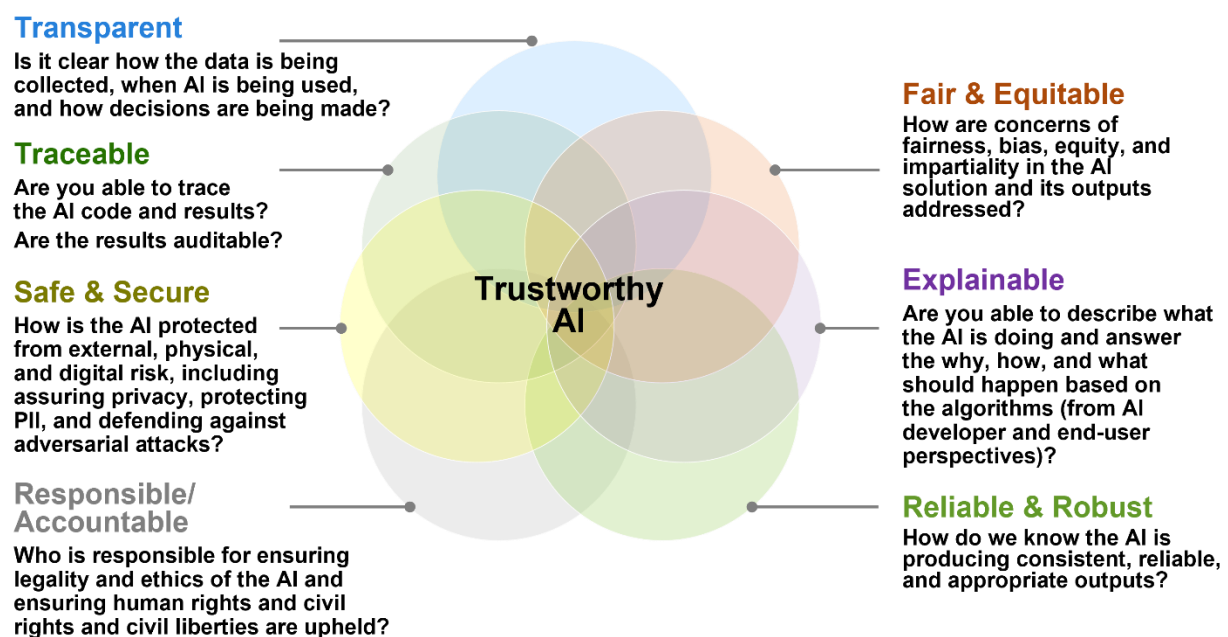 Transparent
Is it clear how the data is being
collected, when AI is being used,
and how decisions are being made?
Traceable
Are you able to trace
the AI code and results?
Are the results auditable?
Safe & Secure
How is the AI protected
from external, physical,
and digital risk, including
assuring privacy, protecting
PII, and defending against
adversarial attacks?
Responsible/
Accountable
Who is responsible for ensuring
legality and ethics of the AI and
ensuring human rights and civil
rights and civil liberties are upheld?
Trustworthy
AI
Fair & Equitable
How are concerns of
fairness, bias, equity, and
impartiality in the AI
solution and its outputs
addressed?
Explainable
Are you able to describe what
the AI is doing and answer
the why, how, and what
should happen based on
the algorithms (from AI
developer and end-user
perspectives)?
Reliable & Robust
How do we know the AI is
producing consistent, reliable,
and appropriate outputs?